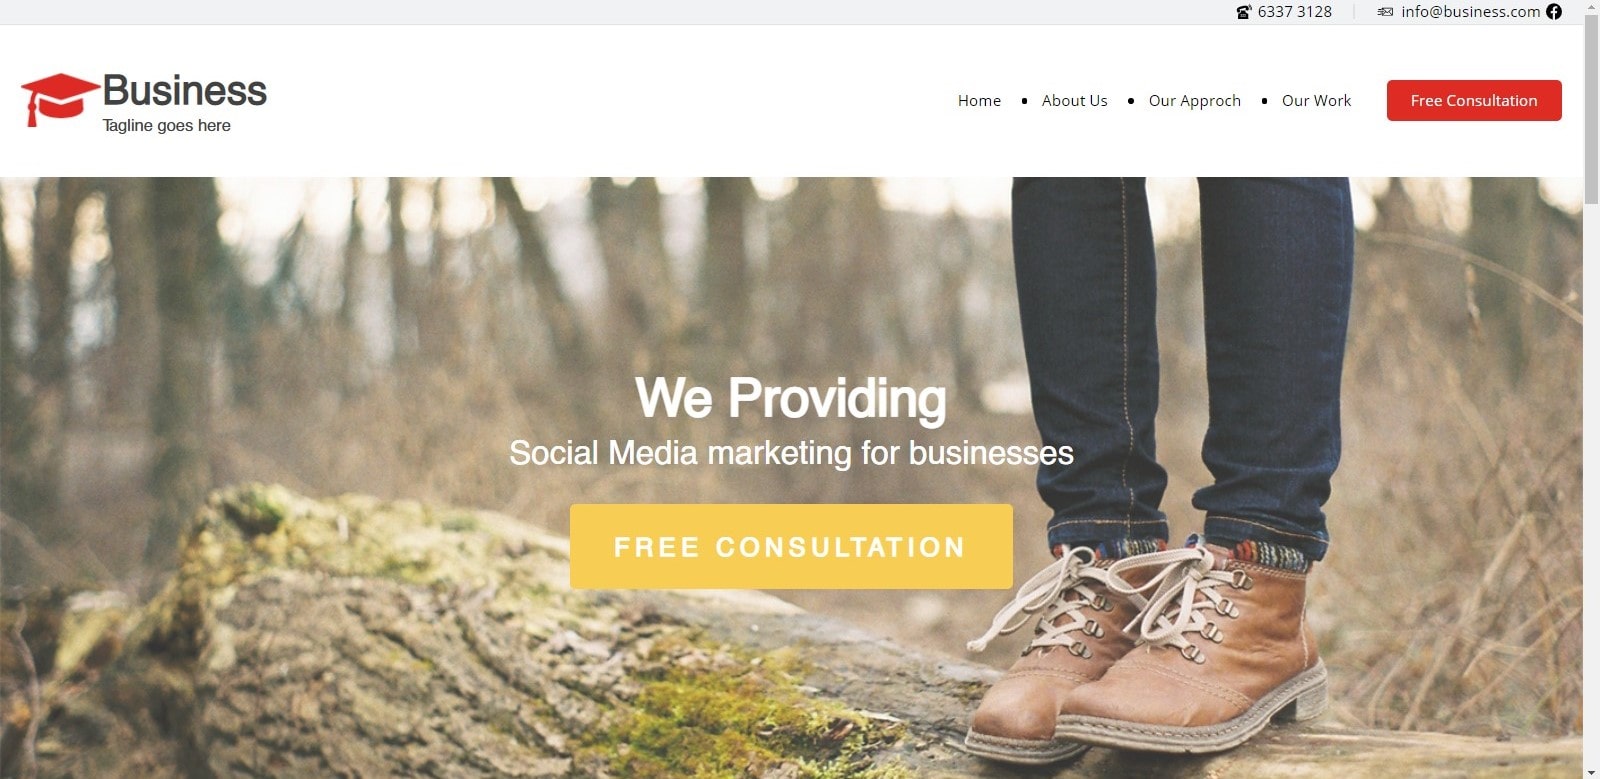 6337 3128 info@business.com
Business
Tagline goes here
Home About Us Our Approch Our Work Free Consultation
We Providing
Social Media marketing for businesses
FREE CONSULTATION